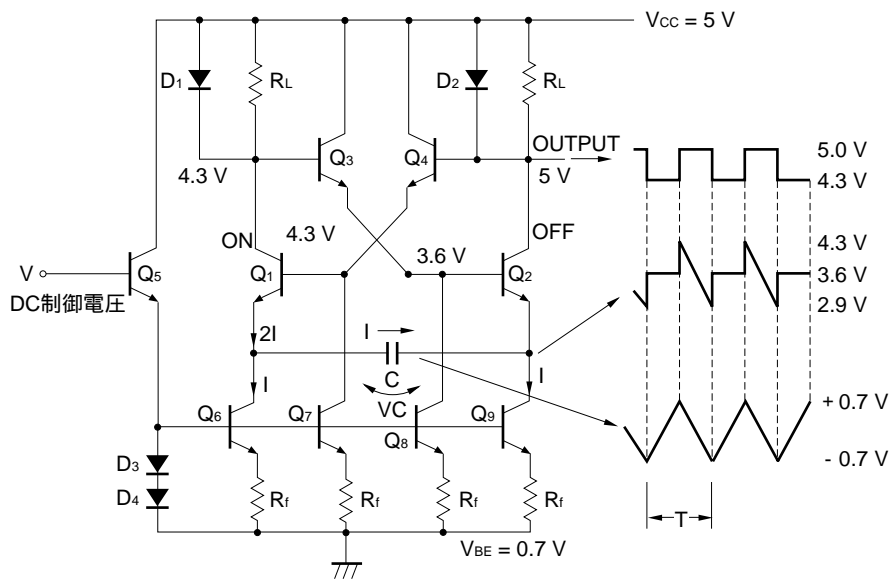 VCC = 5 V
D1
RL
D2
RL
Q3
Q4
OUTPUT
4.3 V
5 V
5.0 V
4.3 V
ON
4.3 V
3.6 V
OFF
V
Q5
DC制御電圧
Q1
Q2
4.3 V
3.6 V
2.9 V
2I
I
C
I
I
VC
Q6
Q7
Q8
Q9
+ 0.7 V
- 0.7 V
D3
D4
Rf
Rf
Rf
Rf
T
VBE = 0.7 V